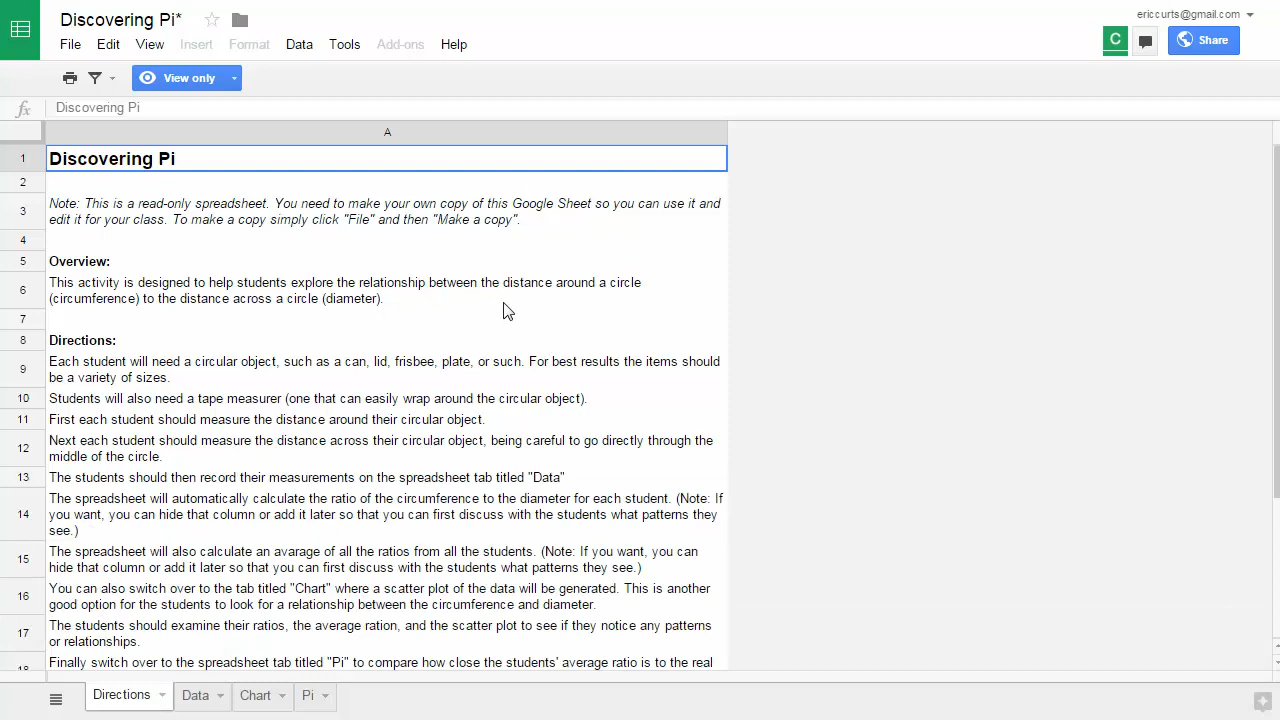 Discovering Pi*
ericcurts@gmail.com
File Edit View Insert Format Data Tools Add-ons Help
C
Share
View only
fx Discovering Pi
A
1 Discovering Pi
2
3 Note: This is a read-only spreadsheet. You need to make your own copy of this Google Sheet so you can use it and
edit it for your class. To make a copy simply click "File" and then "Make a copy".
4
5 Overview:
6 This activity is designed to help students explore the relationship between the distance around a circle
(circumference) to the distance across a circle (diameter).
7
8 Directions:
9 Each student will need a circular object, such as a can, lid, frisbee, plate, or such. For best results the items should
be a variety of sizes.
10 Students will also need a tape measurer (one that can easily wrap around the circular object).
11 First each student should measure the distance around their circular object.
12 Next each student should measure the distance across their circular object, being careful to go directly through the
middle of the circle.
13 The students should then record their measurements on the spreadsheet tab titled "Data"
14 The spreadsheet will automatically calculate the ratio of the circumference to the diameter for each student. (Note: If
you want, you can hide that column or add it later so that you can first discuss with the students what patterns they
see.)
15 The spreadsheet will also calculate an avarage of all the ratios from all the students. (Note: If you want, you can
hide that column or add it later so that you can first discuss with the students what patterns they see.)
16 You can also switch over to the tab titled "Chart" where a scatter plot of the data will be generated. This is another
good option for the students to look for a relationship between the circumference and diameter.
17 The students should examine their ratios, the average ration, and the scatter plot to see if they notice any patterns
or relationships.
18 Finally switch over to the spreadsheet tab titled "Pi" to compare how close the students' average ratio is to the real
Directions Data Chart Pi